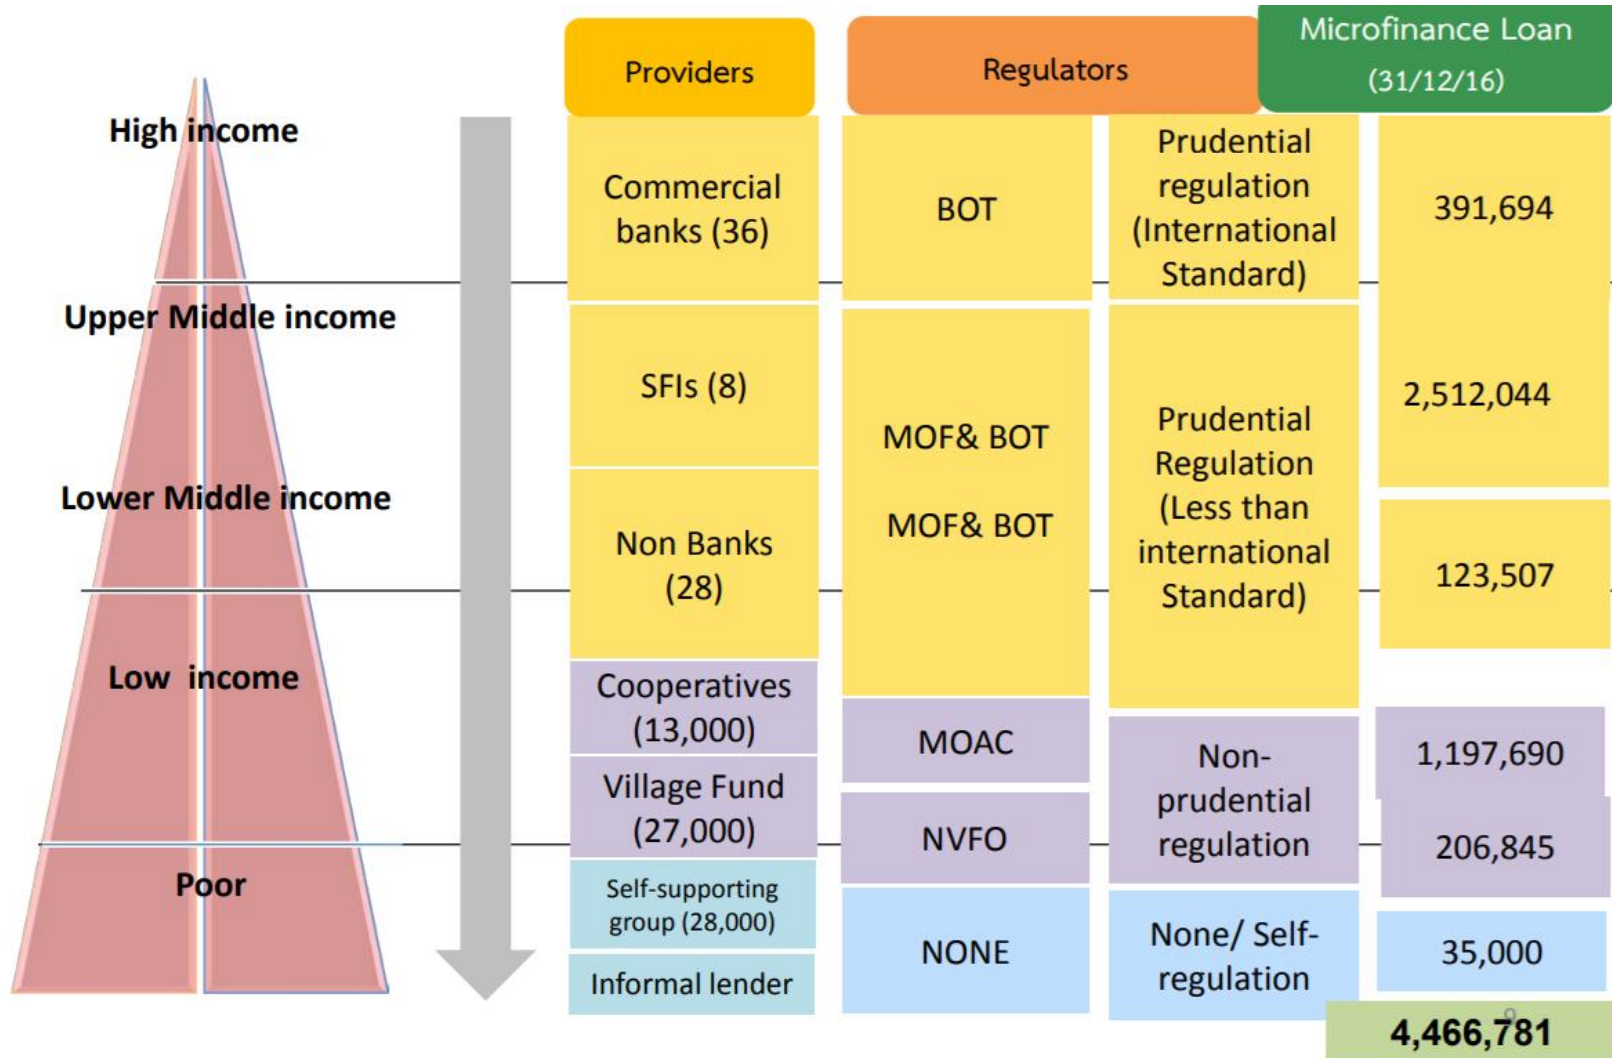 Providers
Regulators
Microfinance Loan
(31/12/16)
High income
Upper Middle income
Lower Middle income
Low income
Poor
Commercial
banks (36)
SFIs (8)
Non Banks
(28)
Cooperatives
(13,000)
Village Fund
(27,000)
Self-supporting
group (28,000)
Informal lender
BOT
MOF& BOT
MOF& BOT
MOAC
NVFO
NONE
Prudential
regulation
(International
Standard)
Prudential
Regulation
(Less than
international
Standard)
Non-
prudential
regulation
None/ Self-
regulation
391,694
2,512,044
123,507
1,197,690
206,845
35,000
9
4,466,781